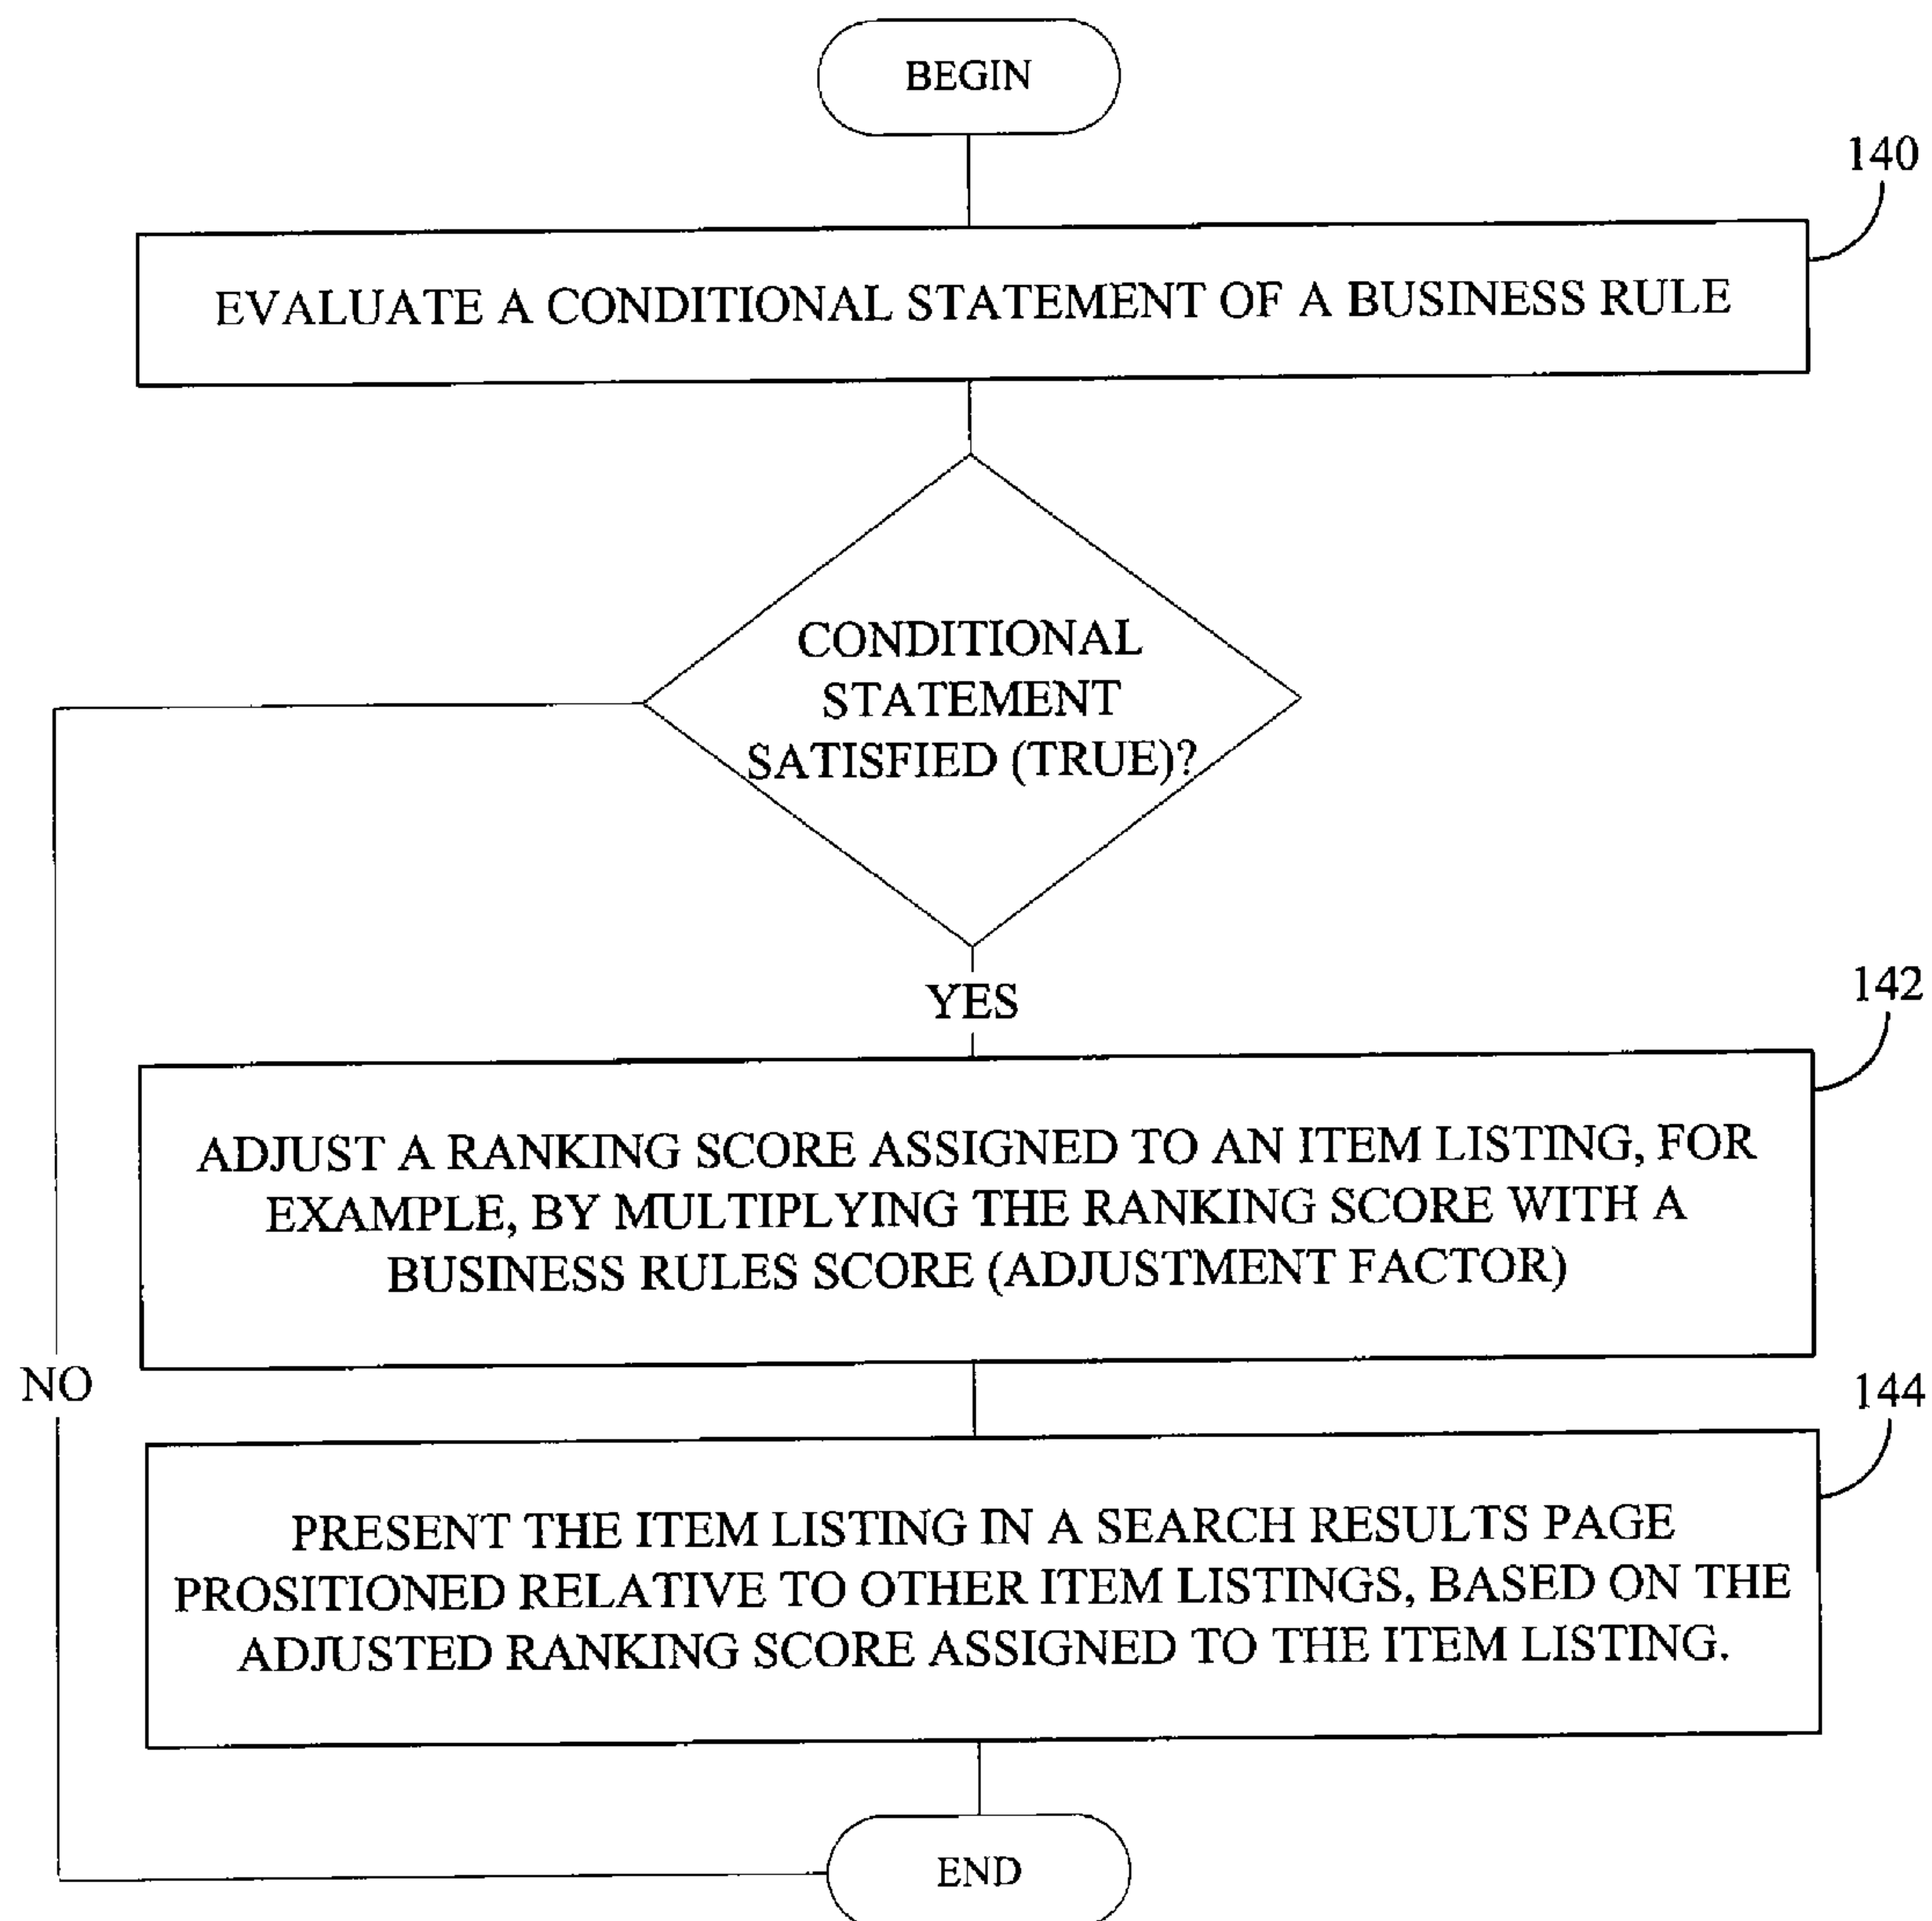 BEGIN
140
EVALUATE A CONDITIONAL STATEMENT OF A BUSINESS RULE
CONDITIONAL
STATEMENT
SATISFIED (TRUE)?
YES
142
ADJUST A RANKING SCORE ASSIGNED TO AN ITEM LISTING, FOR
EXAMPLE, BY MULTIPLYING THE RANKING SCORE WITH A
BUSINESS RULES SCORE (ADJUSTMENT FACTOR)
NO
144
PRESENT THE ITEM LISTING IN A SEARCH RESULTS PAGE
PROSITIONED RELATIVE TO OTHER ITEM LISTINGS, BASED ON THE
ADJUSTED RANKING SCORE ASSIGNED TO THE ITEM LISTING.
END